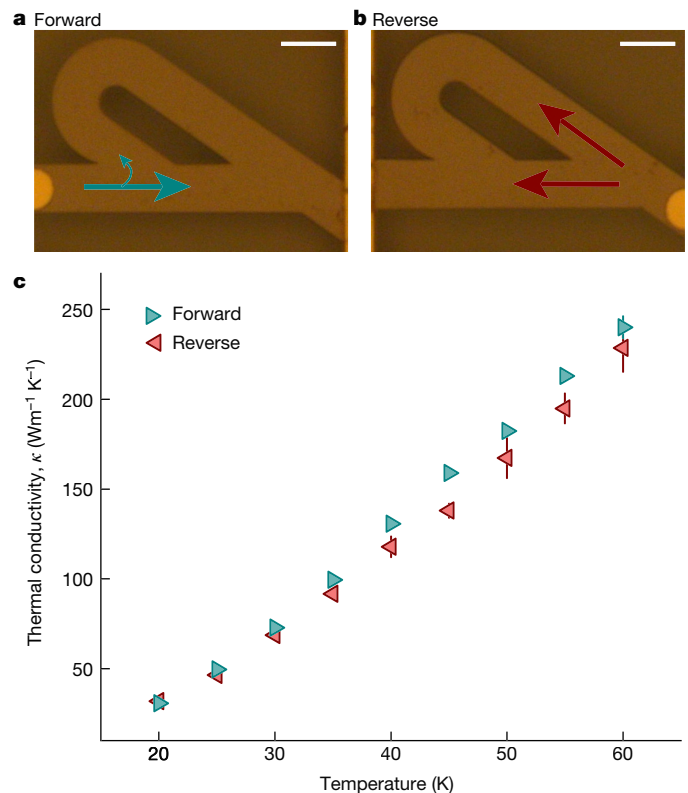 a Forward
b Reverse
c
Forward
Reverse
Thermal conductivity, κ (Wm⁻¹ K⁻¹)
250
200
150
100
50
20
30
40
50
60
Temperature (K)